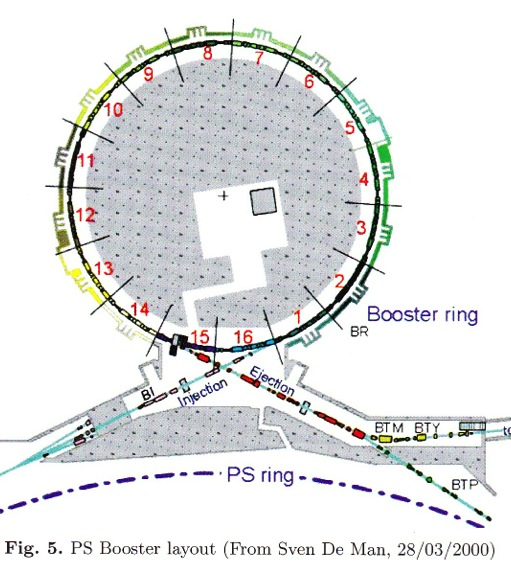 8
7
9
6
10
5
11
4
12
3
13
2
14
1
15
16
Booster ring
BR
BI
Injection
Ejection
BTM
BTY
to
BTP
PS ring
Fig. 5. PS Booster layout (From Sven De Man, 28/03/2000)